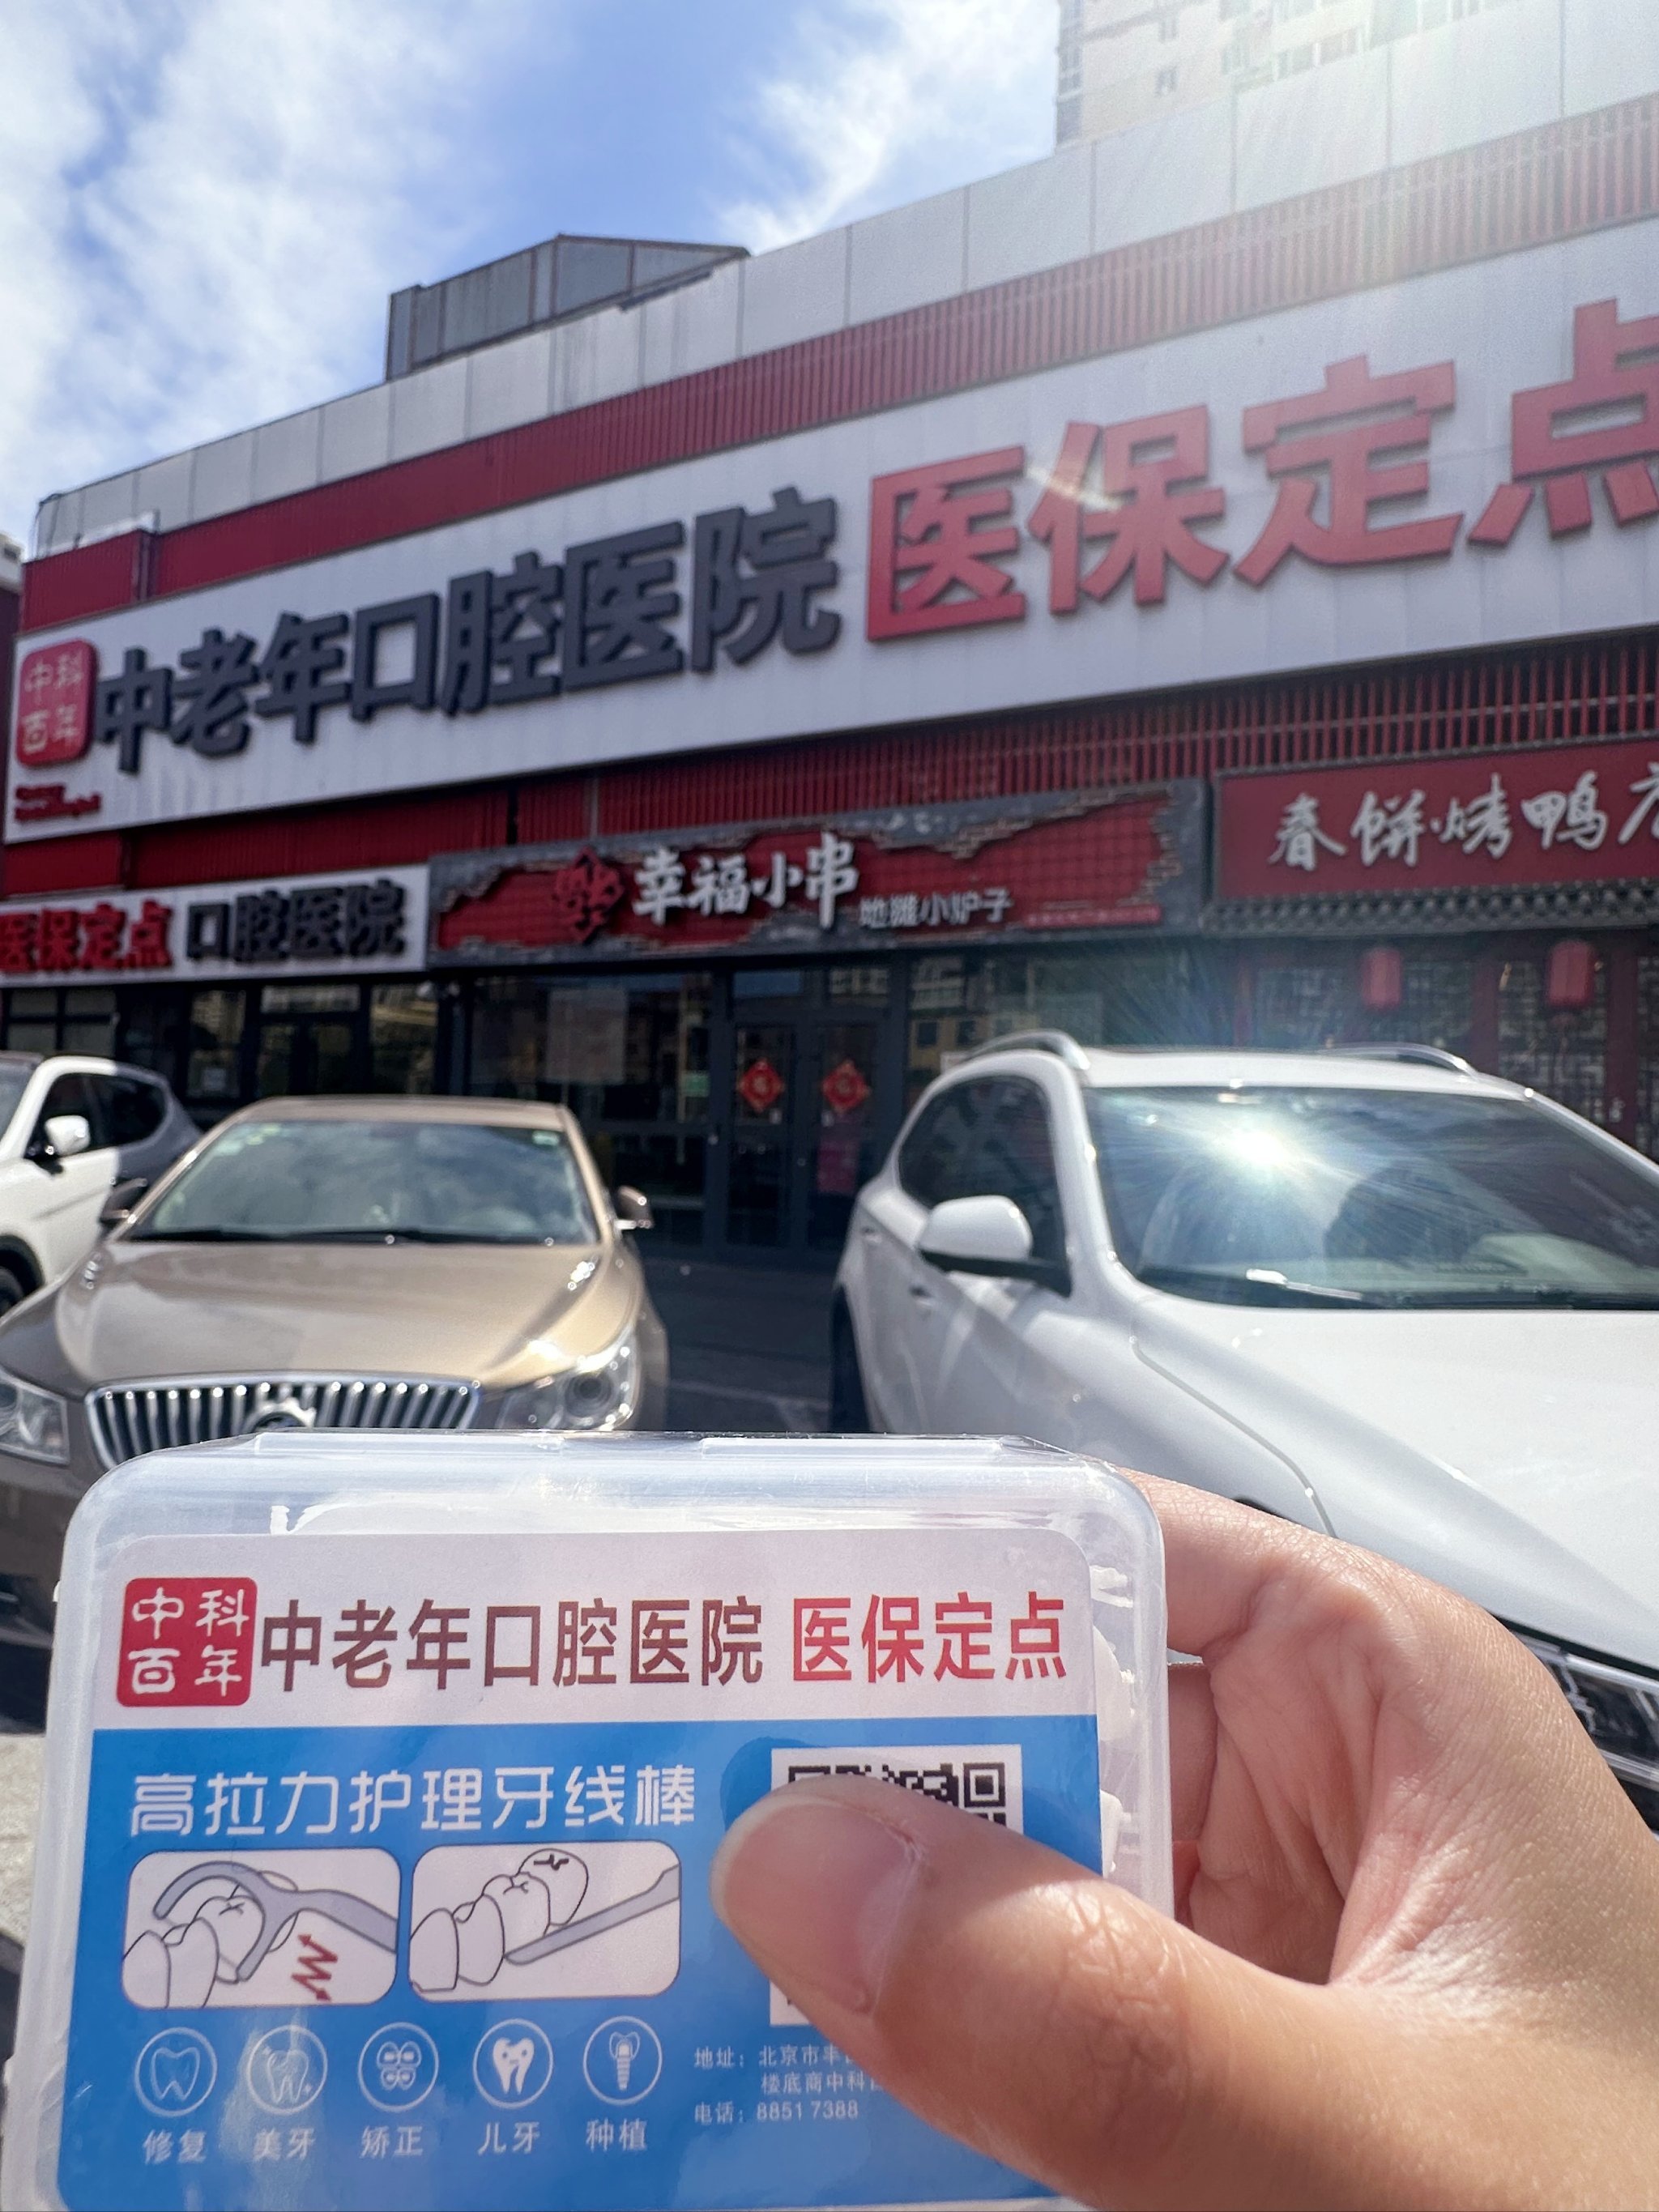 中科
百年
中老年口腔医院 医保定点
医保定点 口腔医院
幸福小串 地摊小炉子
春饼·烤鸭
中科
百年
中老年口腔医院 医保定点
高拉力护理牙线棒
修复 美牙 矫正 儿牙 种植
地址：北京市丰
楼底商中科
电话：8851 7388